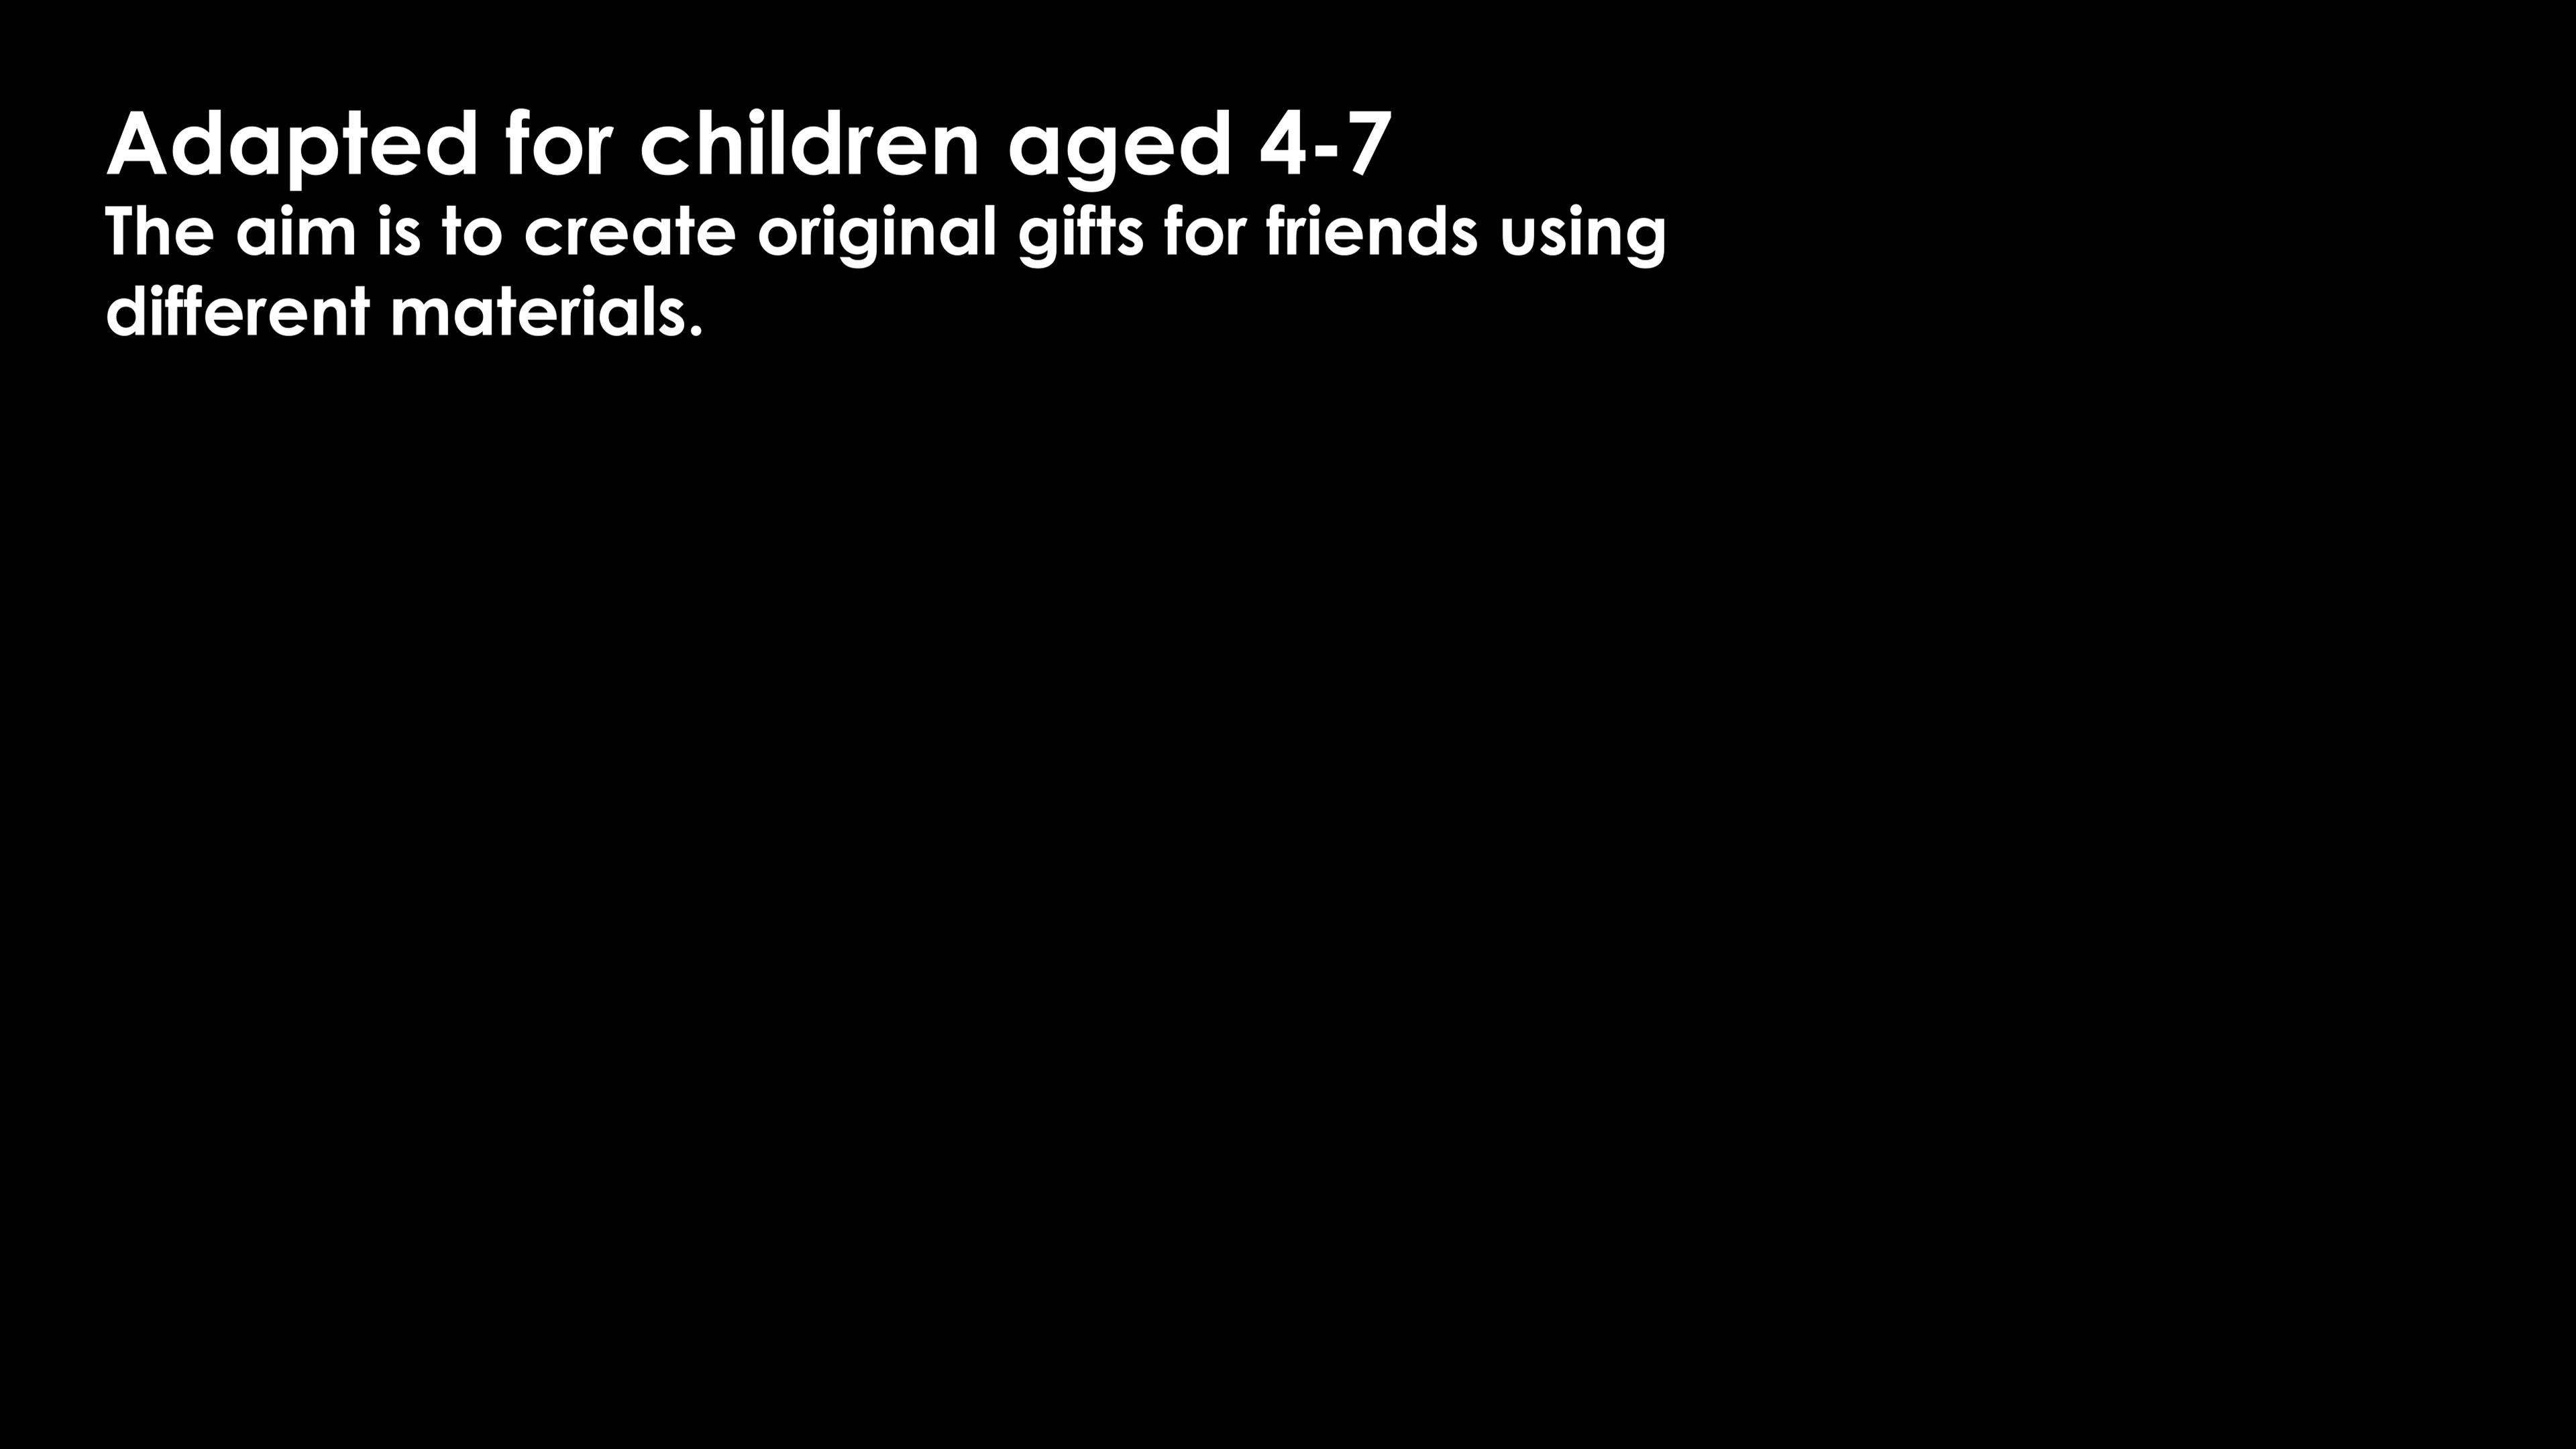 Adapted for children aged 4-7
The aim is to create original gifts for friends using
different materials.